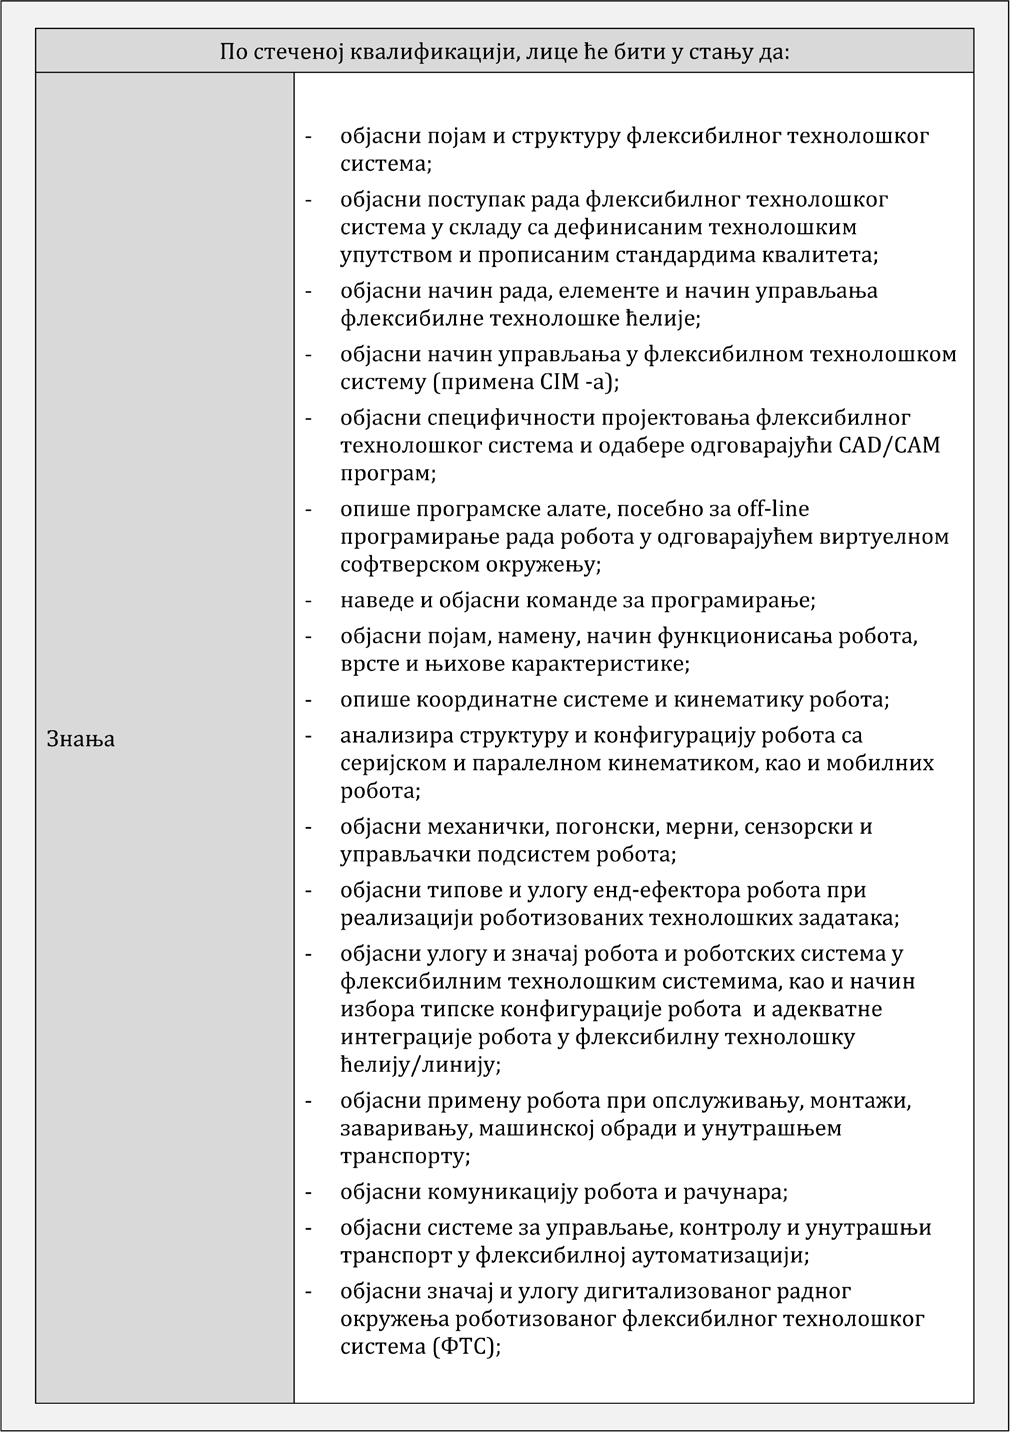 По стеченој квалификацији, лице ће бити у стању да:
Знања
- објасни појам и структуру флексибилног технолошког
система;
- објасни поступак рада флексибилног технолошког
система у складу са дефинисаним технолошким
упутством и прописаним стандардима квалитета;
- објасни начин рада, елементе и начин управљања
флексибилне технолошке ћелије;
- објасни начин управљања у флексибилном технолошком
систему (примена CIM -а);
- објасни специфичности пројектовања флексибилног
технолошког система и одабере одговарајући CAD/CAM
програм;
- опише програмске алате, посебно за off-line
програмирање рада робота у одговарајућем виртуелном
софтверском окружењу;
- наведе и објасни команде за програмирање;
- објасни појам, намену, начин функционисања робота,
врсте и њихове карактеристике;
- опише координатне системе и кинематику робота;
- анализира структуру и конфигурацију робота са
серијском и паралелном кинематиком, као и мобилних
робота;
- објасни механички, погонски, мерни, сензорски и
управљачки подсистем робота;
- објасни типове и улогу енд-ефектора робота при
реализацији роботизованих технолошких задатака;
- објасни улогу и значај робота и роботских система у
флексибилним технолошким системима, као и начин
избора типске конфигурације робота и адекватне
интеграције робота у флексибилну технолошку
ћелију/линију;
- објасни примену робота при опслуживању, монтажи,
заваривању, машинској обради и унутрашњем
транспорту;
- објасни комуникацију робота и рачунара;
- објасни системе за управљање, контролу и унутрашњи
транспорт у флексибилној аутоматизацији;
- објасни значај и улогу дигитализованог радног
окружења роботизованог флексибилног технолошког
система (ФТС);